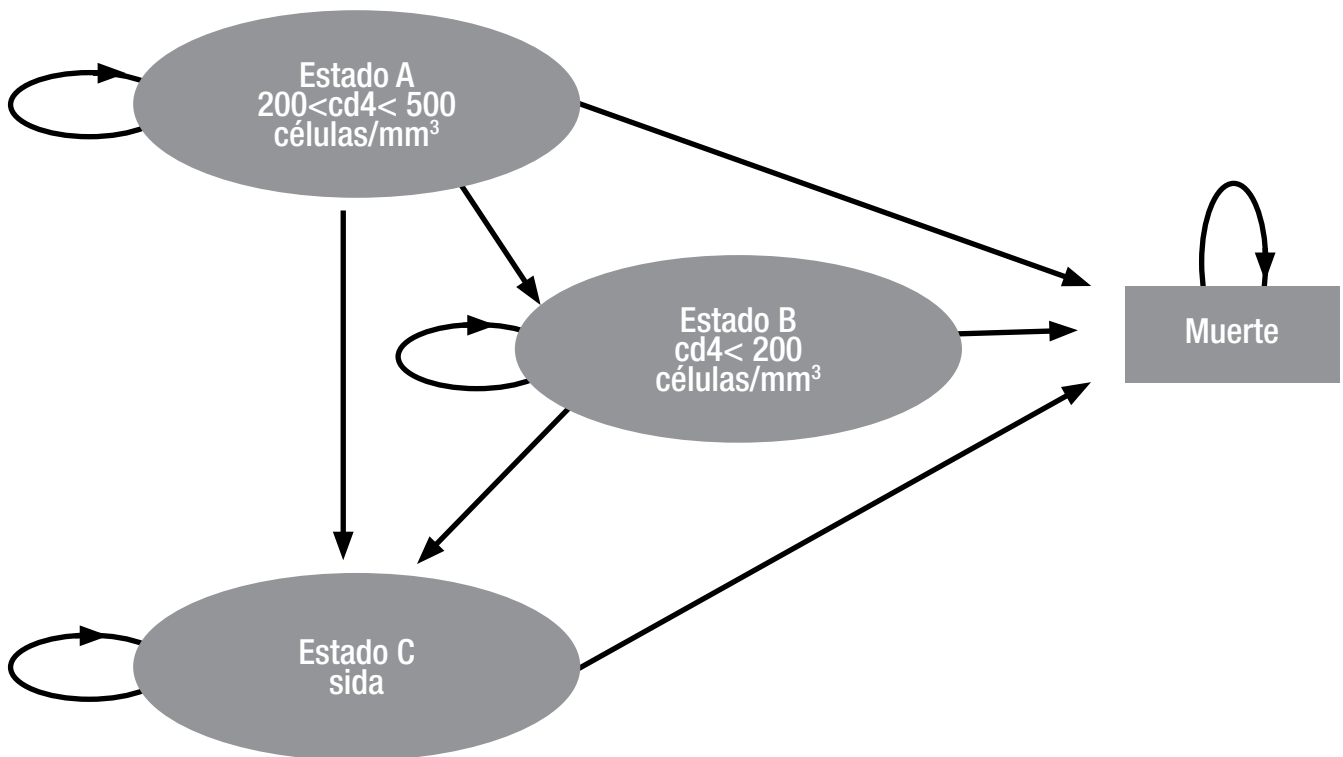 Estado A
200<cd4< 500
células/mm³
Estado B
cd4< 200
células/mm³
Muerte
Estado C
sida